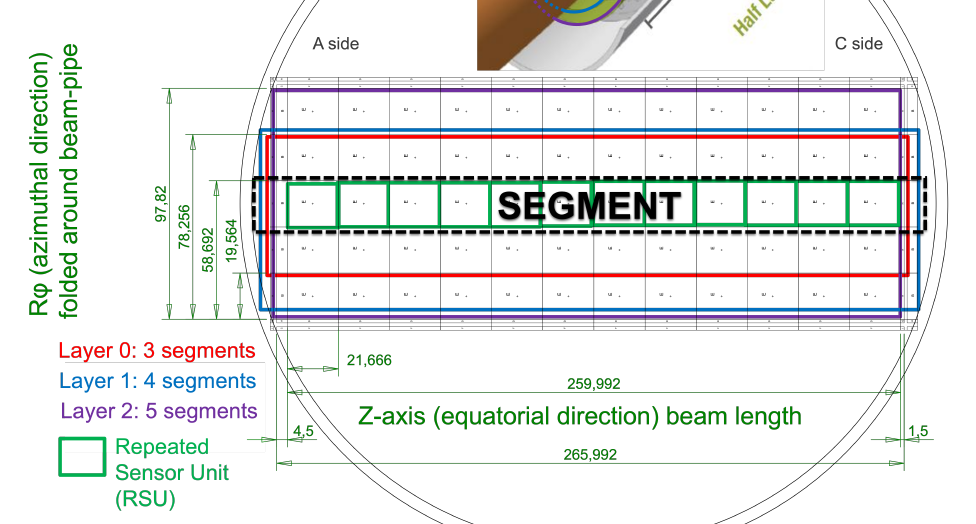 Half L
A side
C side
Rφ (azimuthal direction)
folded around beam-pipe
97,82
78,256
58,692
19,564
SEGMENT
21,666
259,992
Z-axis (equatorial direction) beam length
4,5
1,5
265,992
Layer 0: 3 segments
Layer 1: 4 segments
Layer 2: 5 segments
Repeated
Sensor Unit
(RSU)